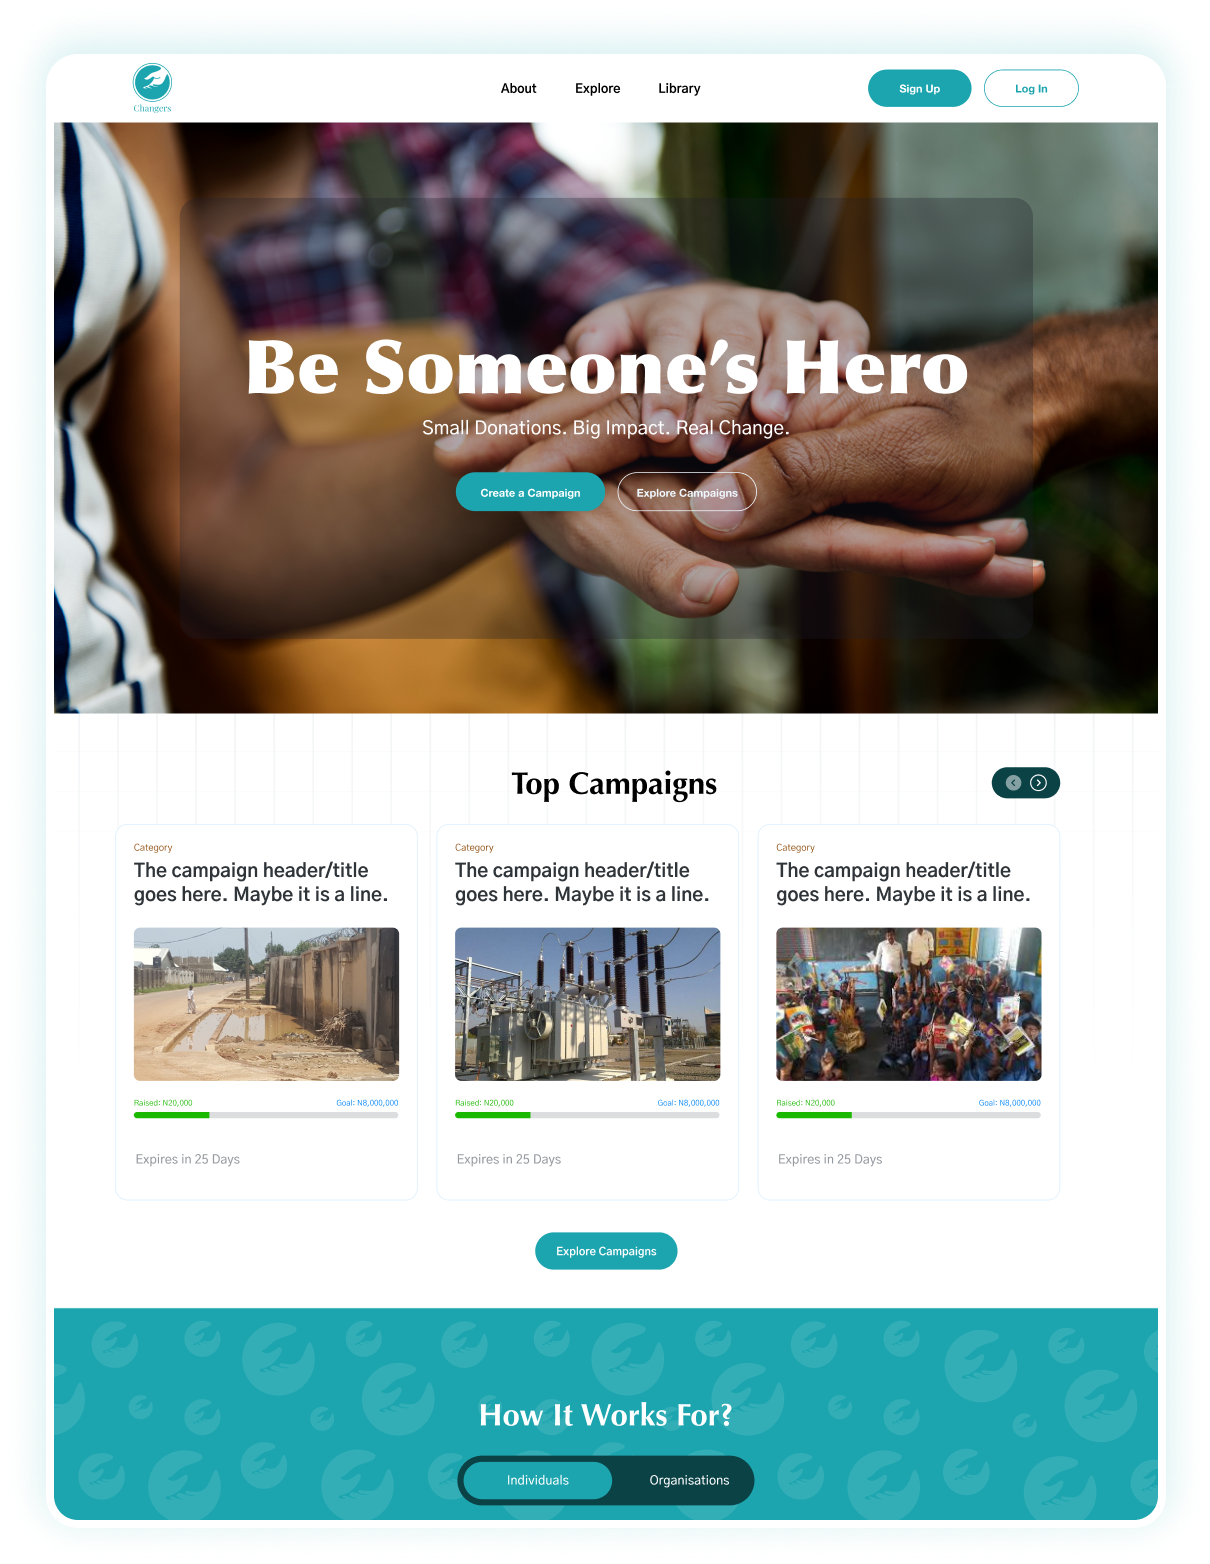 Changers
About
Explore
Library
Sign Up
Log In
Be Someone's Hero
Small Donations. Big Impact. Real Change.
Create a Campaign
Explore Campaigns
Top Campaigns
Category
The campaign header/title
goes here. Maybe it is a line.
Raised: N20,000
Goal: N8,000,000
Expires in 25 Days
Category
The campaign header/title
goes here. Maybe it is a line.
Raised: N20,000
Goal: N8,000,000
Expires in 25 Days
Category
The campaign header/title
goes here. Maybe it is a line.
Raised: N20,000
Goal: N8,000,000
Expires in 25 Days
Explore Campaigns
How It Works For?
Individuals
Organisations